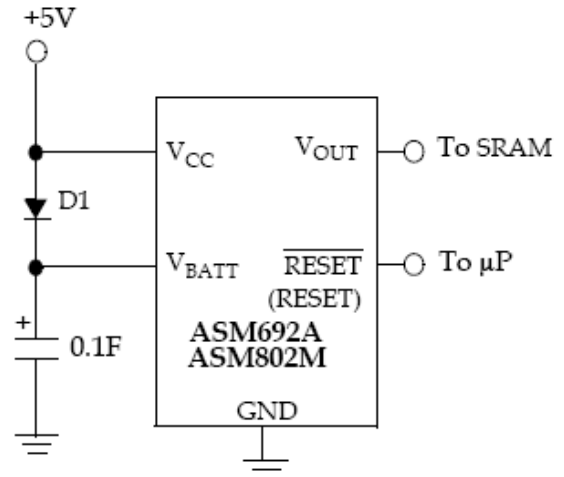 +5V
VCC
VOUT
To SRAM
D1
VBATT
RESET
To µP
(RESET)
+
0.1F
ASM692A
ASM802M
GND